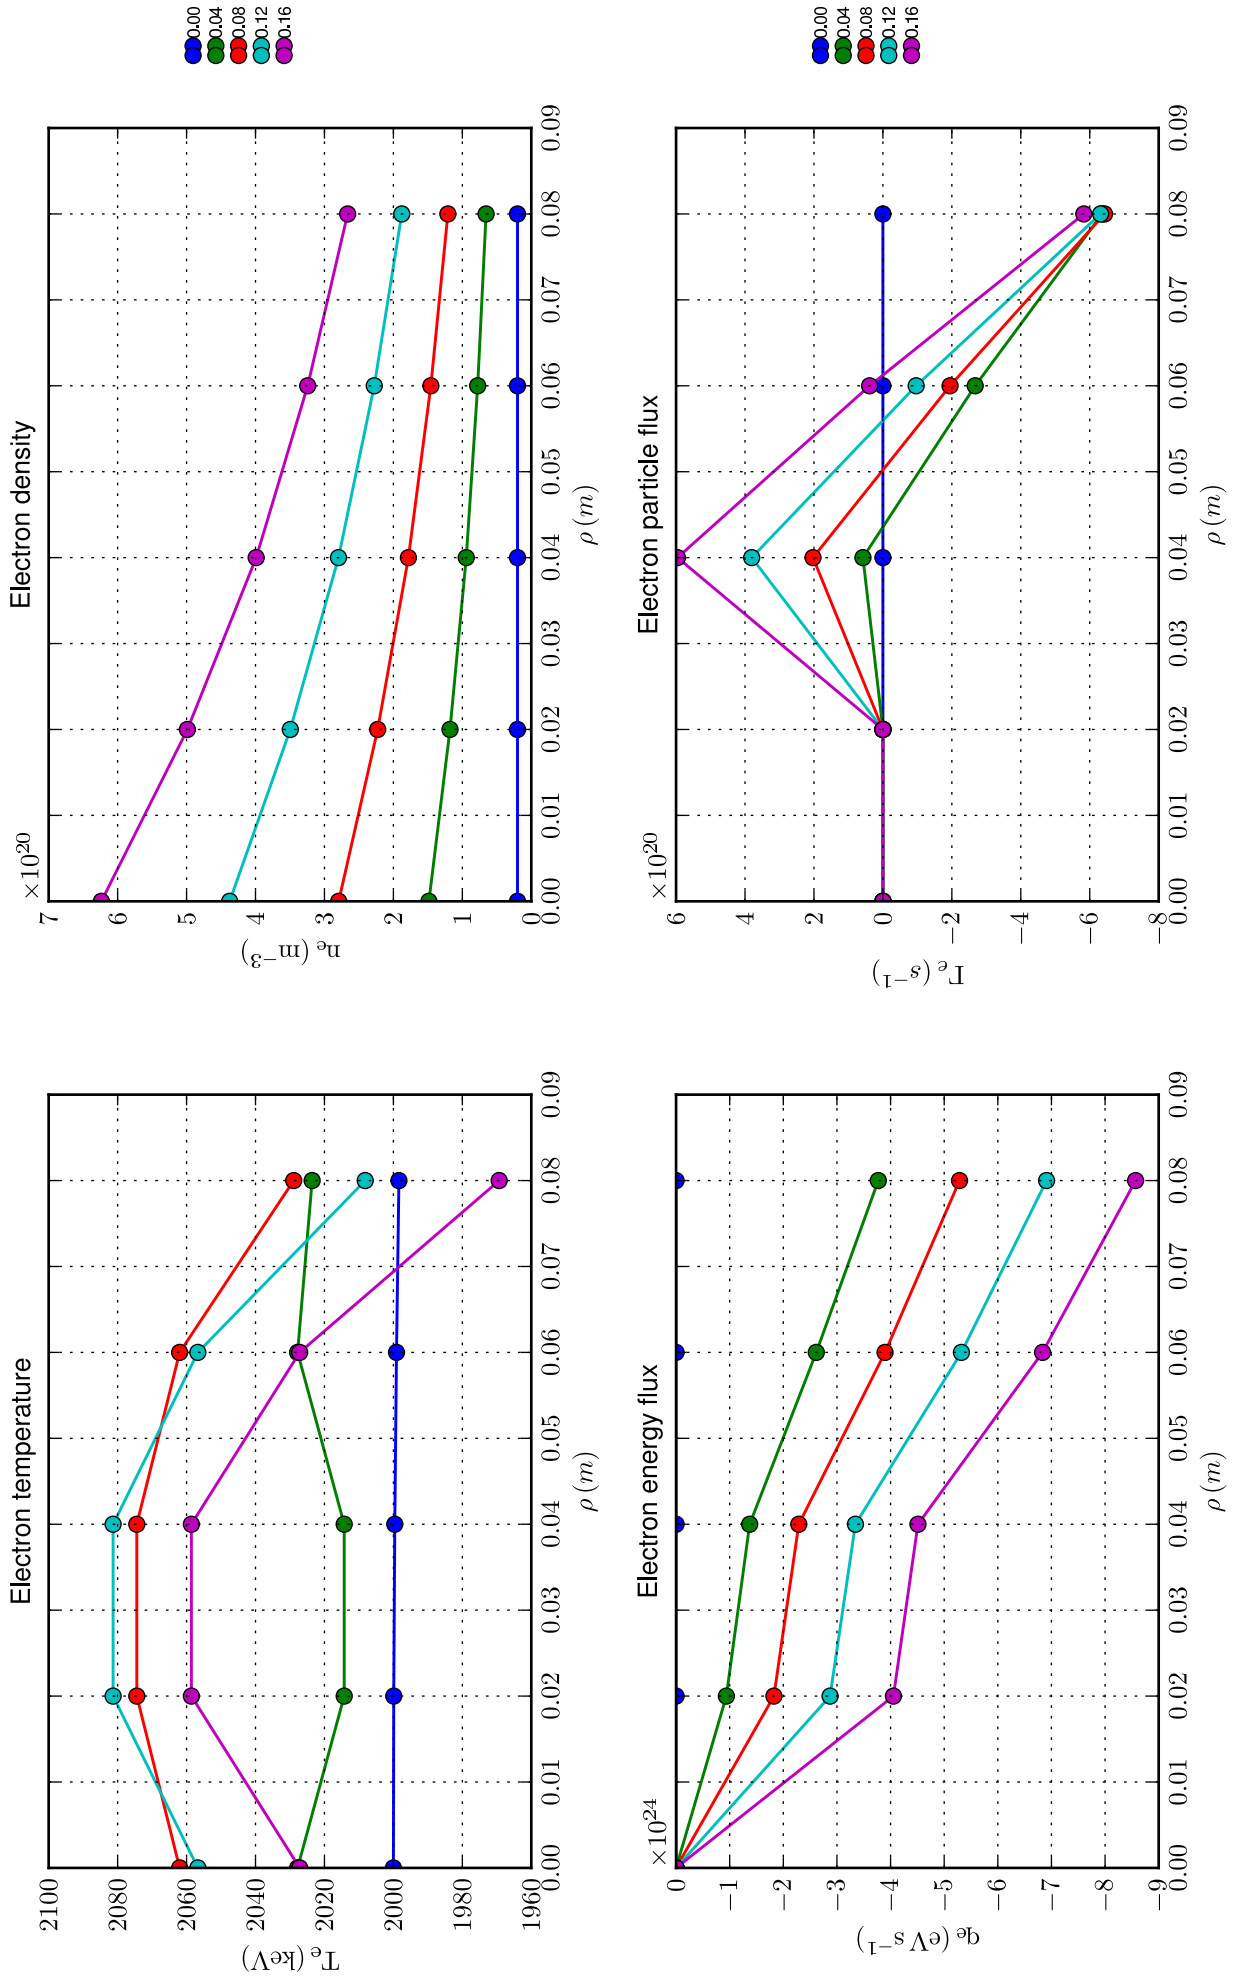 Electron temperature
2100
2080
2060
2040
2020
2000
1980
1960
T_e (keV)
0.00 0.01 0.02 0.03 0.04 0.05 0.06 0.07 0.08 0.09
ρ (m)
Electron density
×10^20
7
6
5
4
3
2
1
0
n_e (m^−3)
0.00 0.01 0.02 0.03 0.04 0.05 0.06 0.07 0.08 0.09
ρ (m)
0.00
0.04
0.08
0.12
0.16
Electron energy flux
×10^24
0
−1
−2
−3
−4
−5
−6
−7
−8
−9
q_e (eV s^−1)
0.00 0.01 0.02 0.03 0.04 0.05 0.06 0.07 0.08 0.09
ρ (m)
Electron particle flux
×10^20
6
4
2
0
−2
−4
−6
−8
Γ_e (s^−1)
0.00 0.01 0.02 0.03 0.04 0.05 0.06 0.07 0.08 0.09
ρ (m)
0.00
0.04
0.08
0.12
0.16